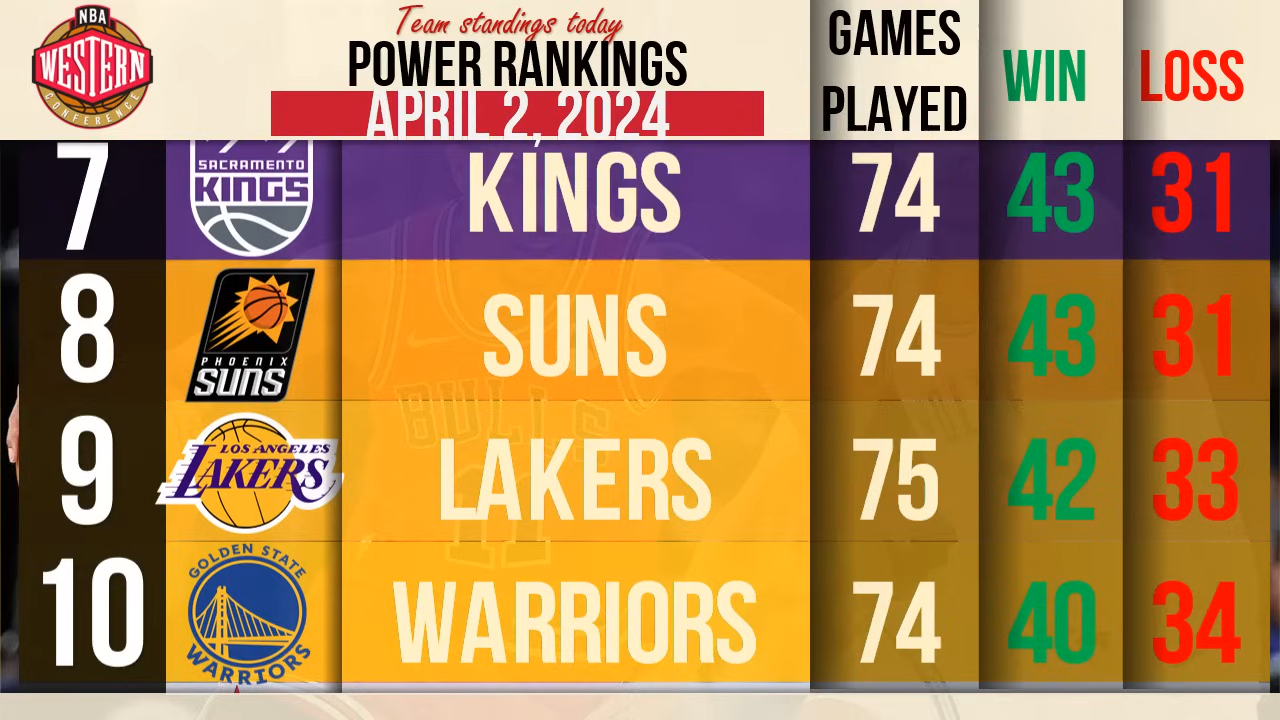 NBA
WESTERN
CONFERENCE
Team standings today
POWER RANKINGS
APRIL 2, 2024
GAMES
PLAYED
WIN
LOSS
7
SACRAMENTO
KINGS
KINGS
74
43
31
8
PHOENIX
SUNS
SUNS
74
43
31
9
LOS ANGELES
LAKERS
LAKERS
75
42
33
10
GOLDEN STATE
WARRIORS
WARRIORS
74
40
34
BULLS